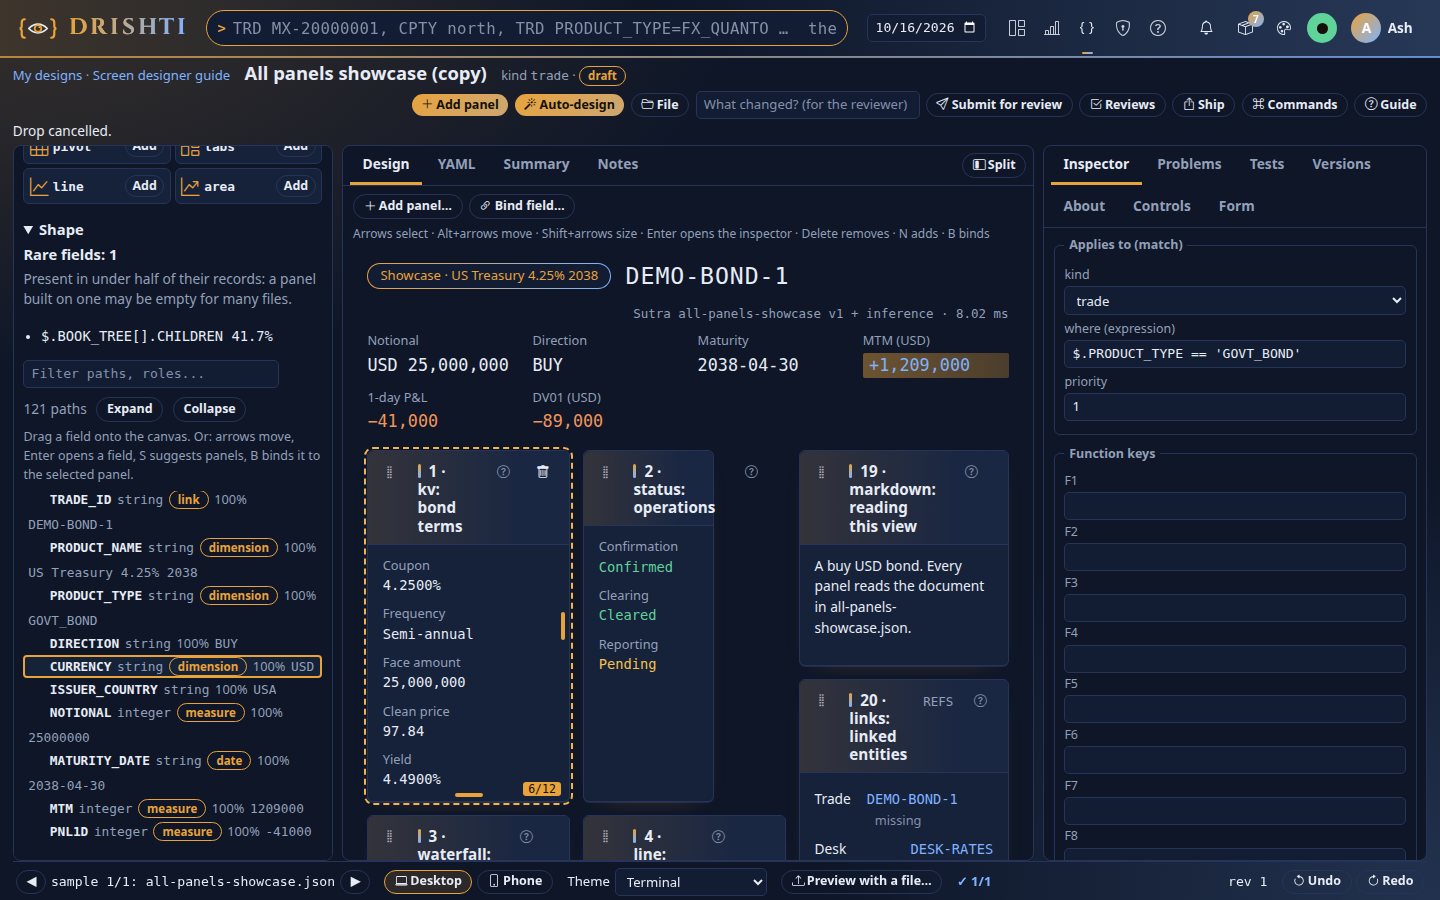 DRISHTI
> TRD MX-20000001, CPTY north, TRD PRODUCT_TYPE=FX_QUANTO … the
10/16/2026
7
A Ash
My designs · Screen designer guide All panels showcase (copy) kind trade · draft
Add panel Auto-design File What changed? (for the reviewer) Submit for review Reviews Ship Commands Guide
Drop cancelled.
pivot Add tabs Add
line Add area Add
▼ Shape
Rare fields: 1
Present in under half of their records: a panel
built on one may be empty for many files.
• $.BOOK_TREE[].CHILDREN 41.7%
Filter paths, roles...
121 paths Expand Collapse
Drag a field onto the canvas. Or: arrows move,
Enter opens a field, S suggests panels, B binds it to
the selected panel.
TRADE_ID string link 100%
DEMO-BOND-1
PRODUCT_NAME string dimension 100%
US Treasury 4.25% 2038
PRODUCT_TYPE string dimension 100%
GOVT_BOND
DIRECTION string 100% BUY
CURRENCY string dimension 100% USD
ISSUER_COUNTRY string 100% USA
NOTIONAL integer measure 100%
25000000
MATURITY_DATE string date 100%
2038-04-30
MTM integer measure 100% 1209000
PNL1D integer measure 100% -41000
Design YAML Summary Notes Split
Add panel... Bind field...
Arrows select · Alt+arrows move · Shift+arrows size · Enter opens the inspector · Delete removes · N adds · B binds
Showcase · US Treasury 4.25% 2038 DEMO-BOND-1
Sutra all-panels-showcase v1 + inference · 8.02 ms
Notional Direction Maturity MTM (USD)
USD 25,000,000 BUY 2038-04-30 +1,209,000
1-day P&L DV01 (USD)
−41,000 −89,000
1 ·
kv:
bond
terms
Coupon
4.2500%
Frequency
Semi-annual
Face amount
25,000,000
Clean price
97.84
Yield
4.4900%
6/12
2 ·
status:
operations
Confirmation
Confirmed
Clearing
Cleared
Reporting
Pending
19 ·
markdown:
reading
this view
A buy USD bond. Every
panel reads the document
in all-panels-
showcase.json.
20 · REFS
links:
linked
entities
Trade DEMO-BOND-1
missing
Desk DESK-RATES
3 ·
waterfall:
4 ·
line:
Inspector Problems Tests Versions
About Controls Form
Applies to (match)
kind
trade
where (expression)
$.PRODUCT_TYPE == 'GOVT_BOND'
priority
1
Function keys
F1
F2
F3
F4
F5
F6
F7
F8
◀ sample 1/1: all-panels-showcase.json ▶ Desktop Phone Theme Terminal Preview with a file... ✓ 1/1 rev 1 Undo Redo